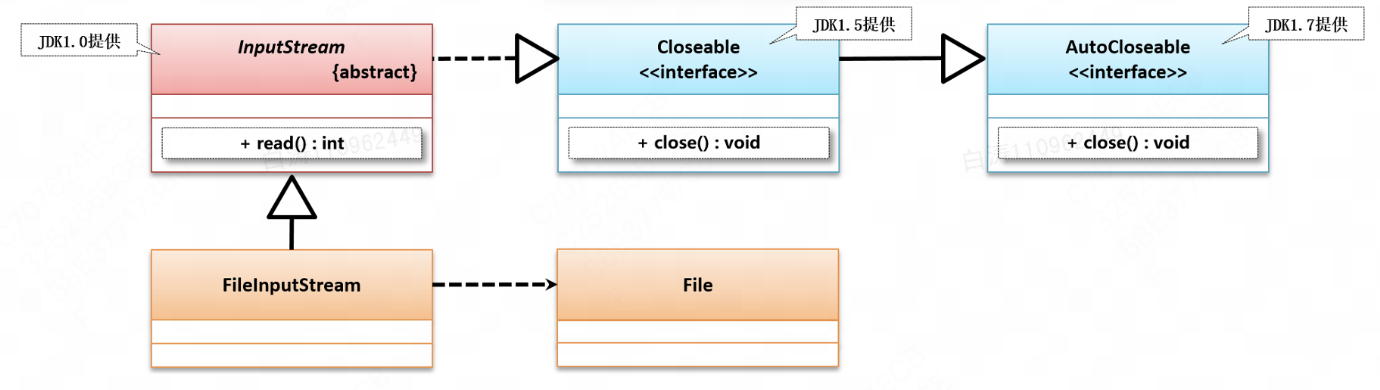 JDK1.0提供
InputStream
{abstract}
+ read() : int
JDK1.5提供
Closeable
<<interface>>
+ close() : void
JDK1.7提供
AutoCloseable
<<interface>>
+ close() : void
FileInputStream
File